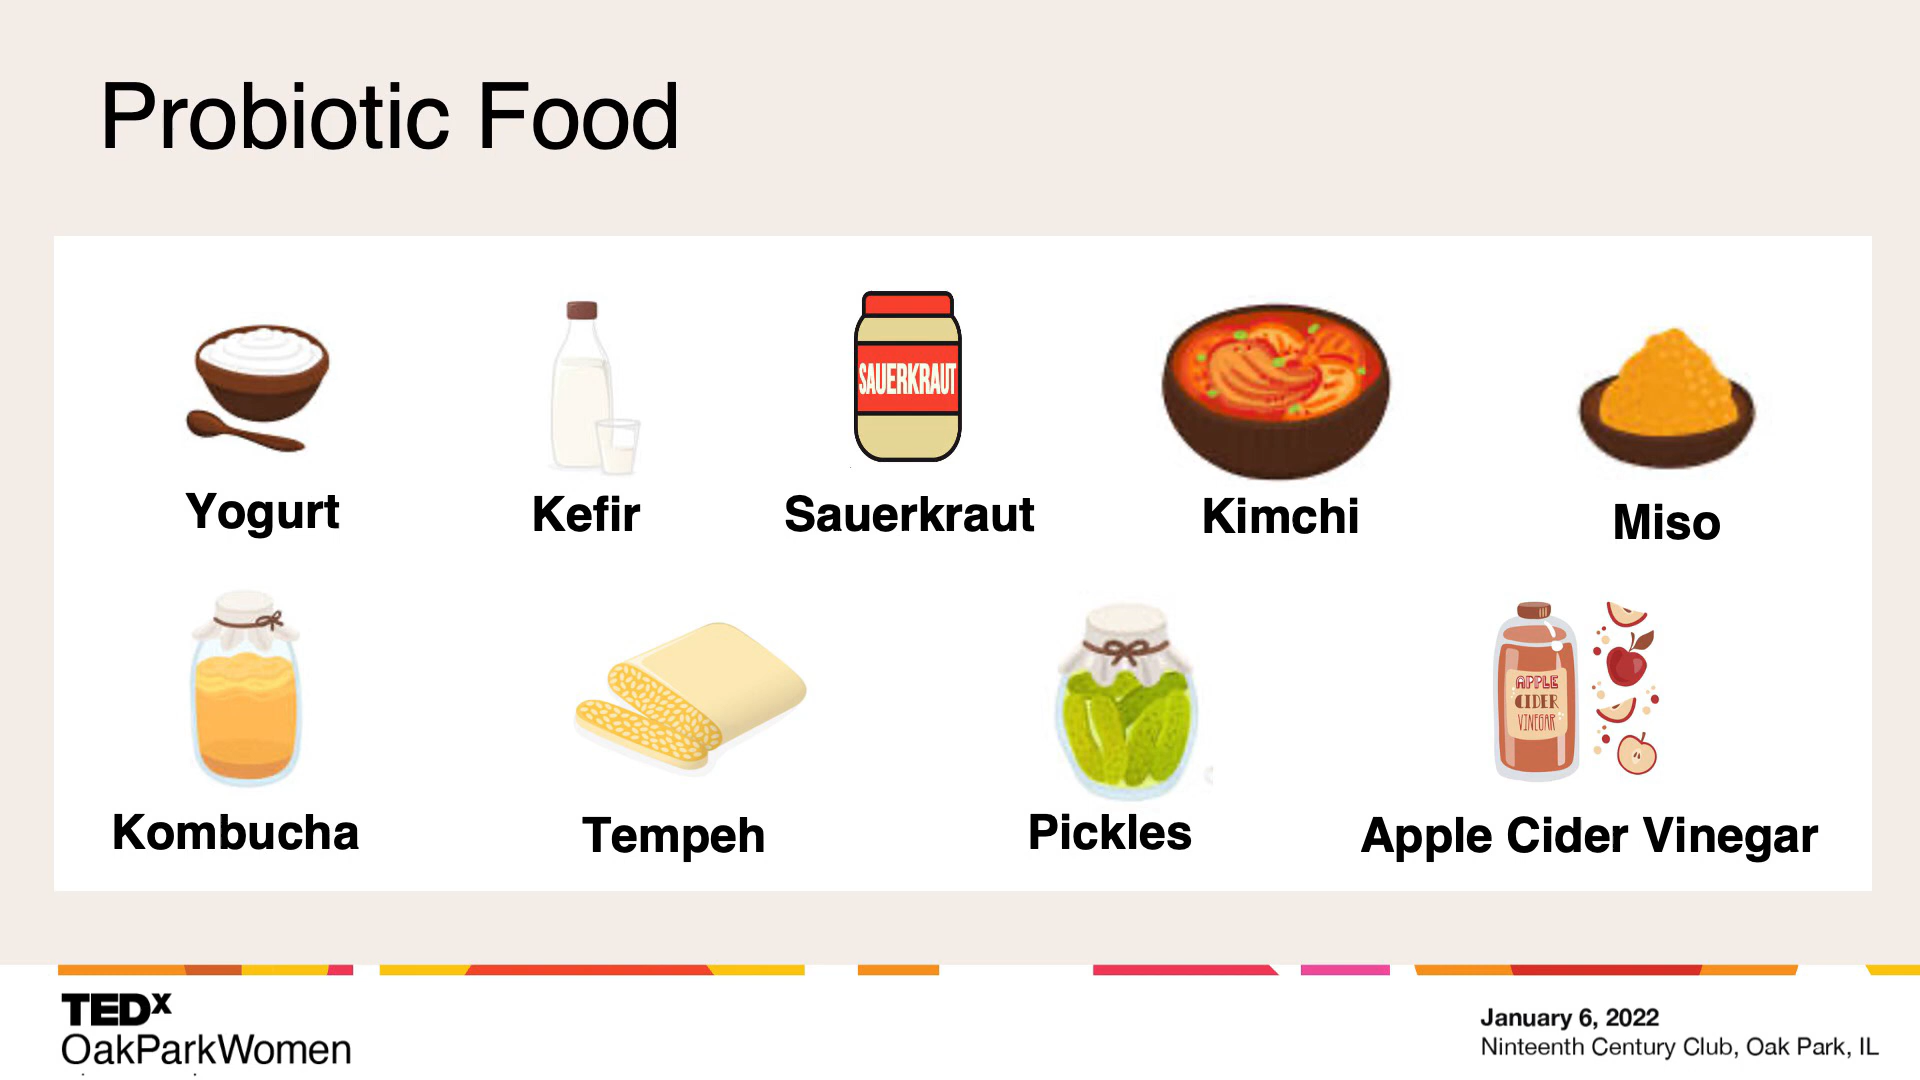 Probiotic Food
SAUERKRAUT
Yogurt
Kefir
Sauerkraut
Kimchi
Miso
APPLE
CIDER
VINEGAR
Kombucha
Tempeh
Pickles
Apple Cider Vinegar
TEDx
OakParkWomen
January 6, 2022
Ninteenth Century Club, Oak Park, IL